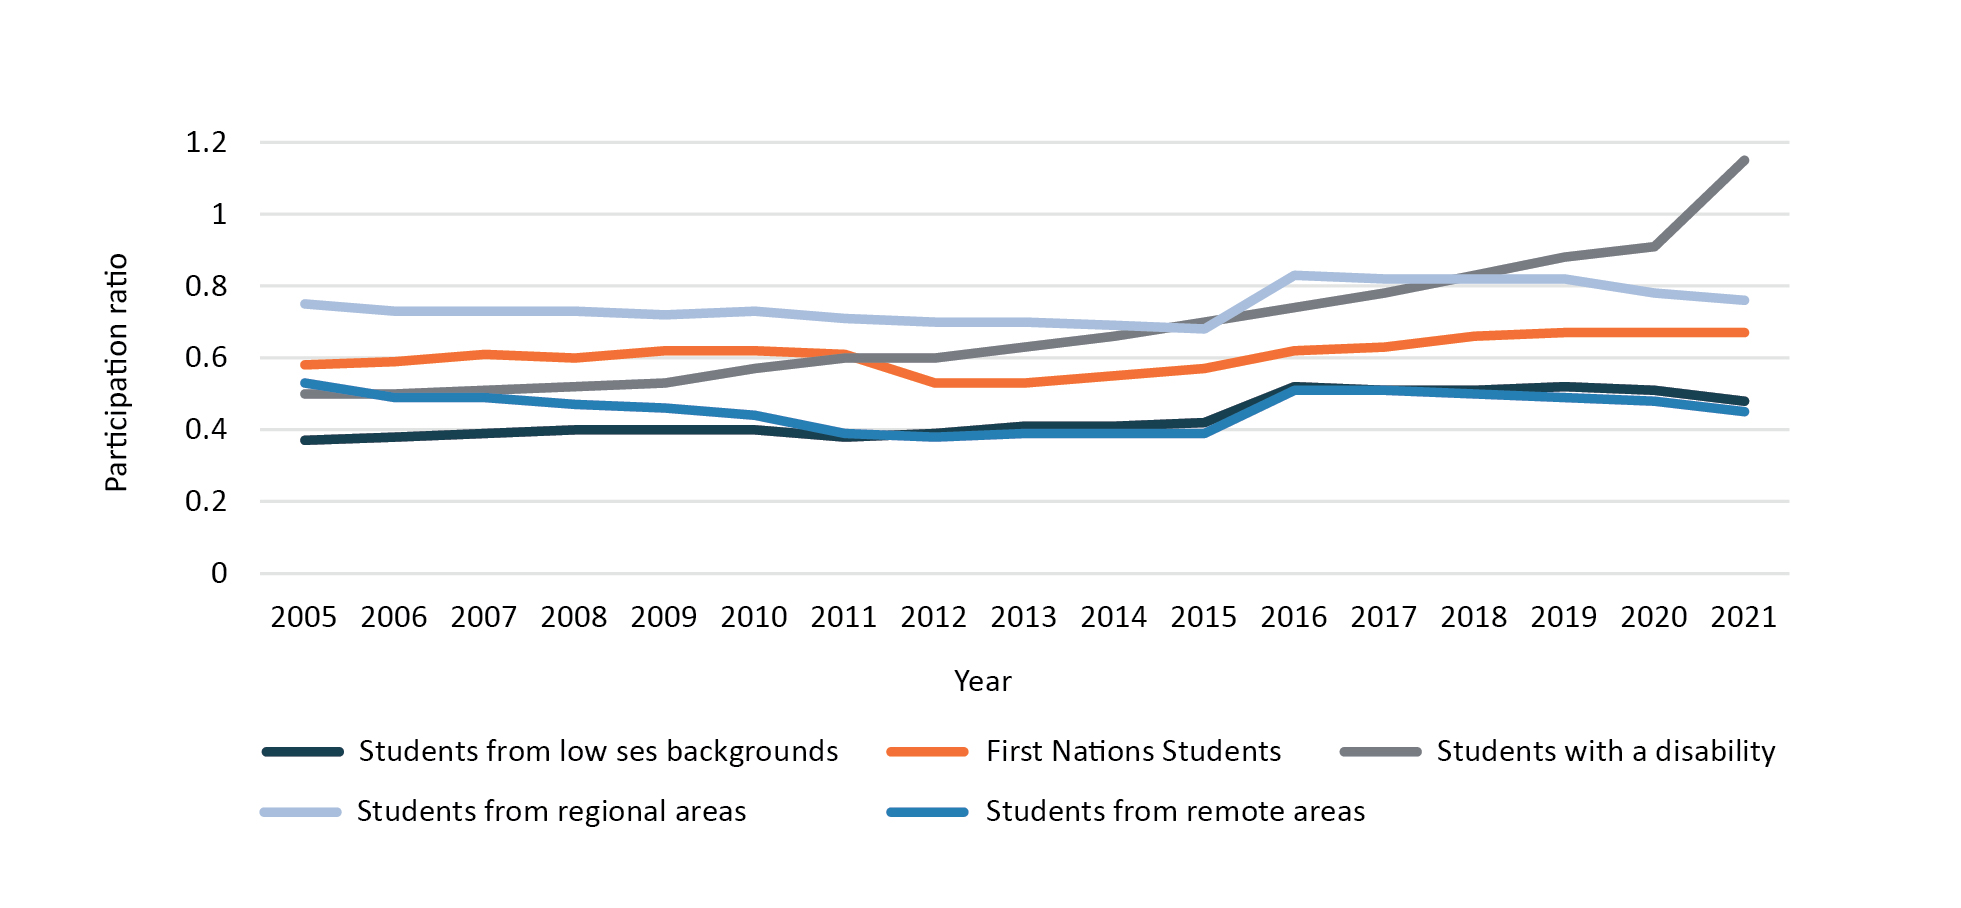 1.2
1
0.8
0.6
0.4
0.2
0
Participation ratio
2005 2006 2007 2008 2009 2010 2011 2012 2013 2014 2015 2016 2017 2018 2019 2020 2021
Year
Students from low ses backgrounds First Nations Students Students with a disability
Students from regional areas Students from remote areas